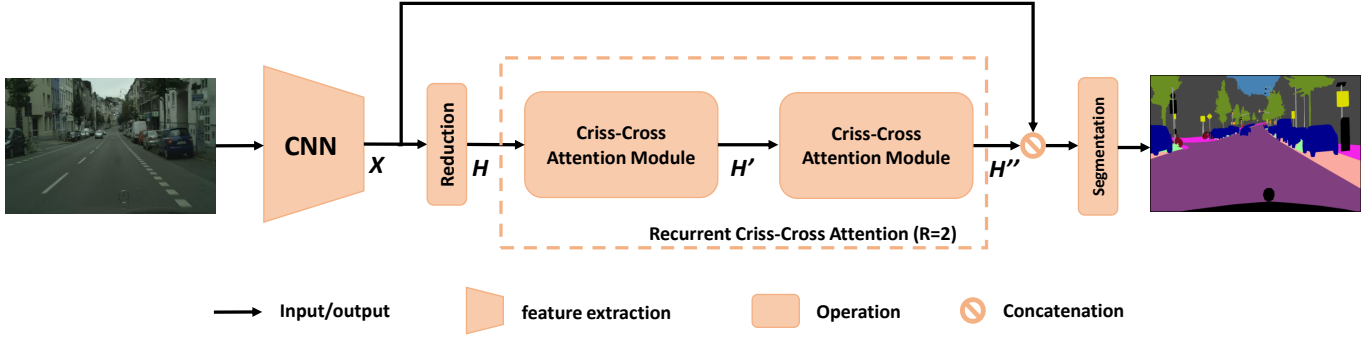 CNN
X
Reduction
H
Criss-Cross
Attention Module
H'
Criss-Cross
Attention Module
H''
Segmentation
Recurrent Criss-Cross Attention (R=2)
Input/output
feature extraction
Operation
Concatenation